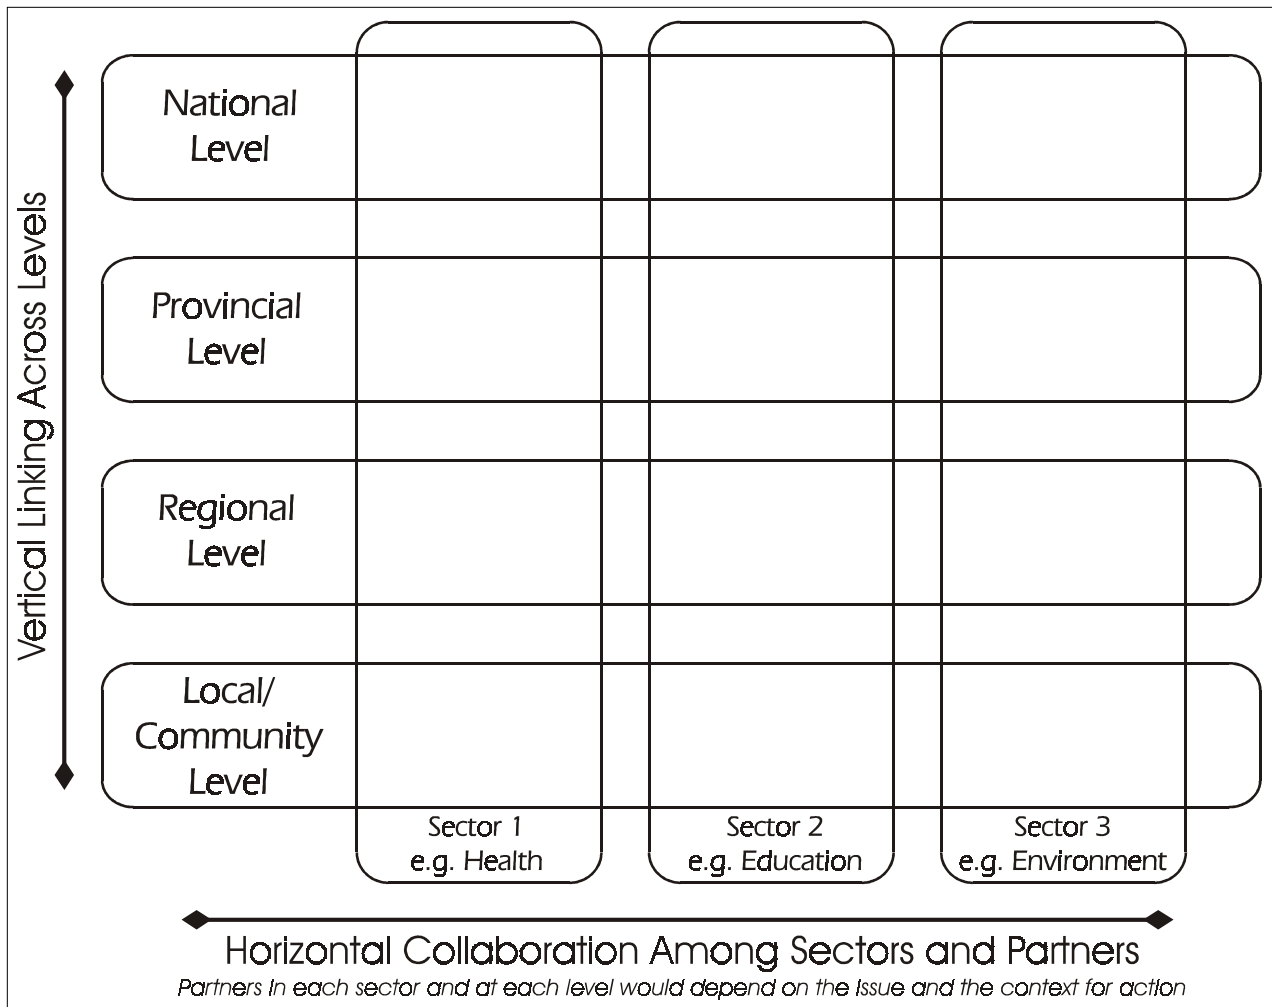 Vertical Linking Across Levels
National
Level
Provincial
Level
Regional
Level
Local/
Community
Level
Sector 1
e.g. Health
Sector 2
e.g. Education
Sector 3
e.g. Environment
Horizontal Collaboration Among Sectors and Partners
Partners in each sector and at each level would depend on the issue and the context for action